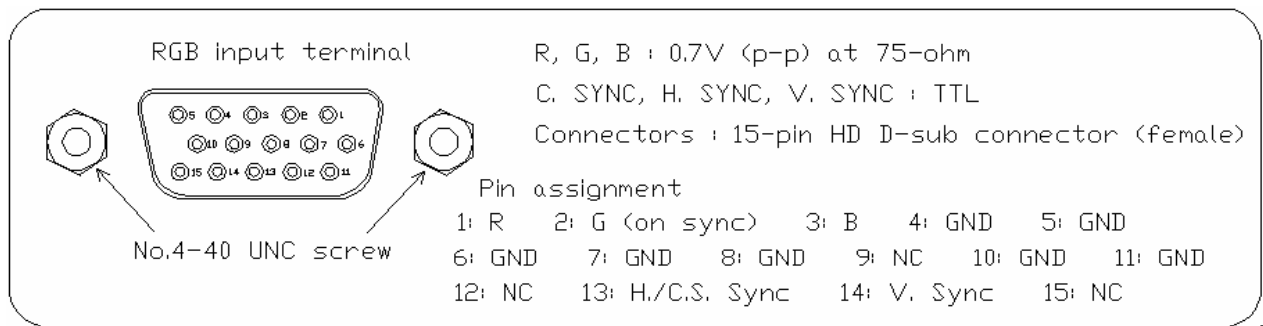 RGB input terminal
R, G, B : 0.7V (p-p) at 75-ohm
C. SYNC, H. SYNC, V. SYNC : TTL
Connectors : 15-pin HD D-sub connector (female)
5 4 3 2 1
10 9 8 7 6
15 14 13 12 11
No.4-40 UNC screw
Pin assignment
1: R 2: G (on sync) 3: B 4: GND 5: GND
6: GND 7: GND 8: GND 9: NC 10: GND 11: GND
12: NC 13: H./C.S. Sync 14: V. Sync 15: NC